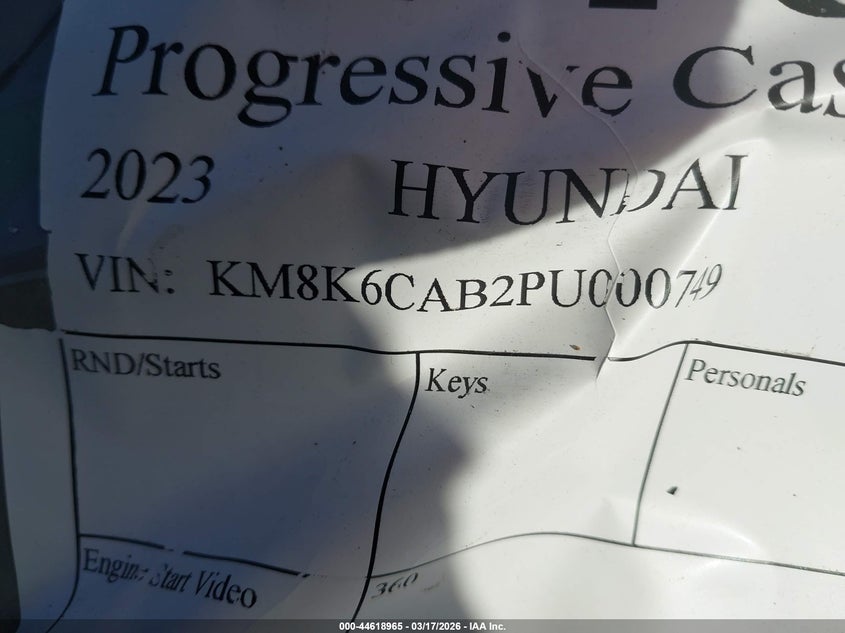 Progressive Cas
2023 HYUNDAI
VIN: KM8K6CAB2PU000749
RND/Starts Keys Personals
Engine Start Video 360
000-44618965 - 03/17/2026 - IAA Inc.